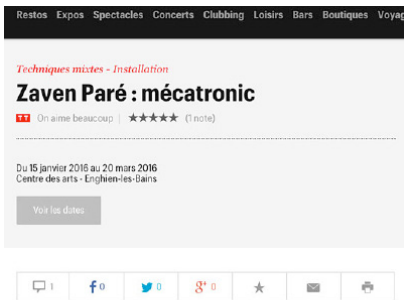 Restos Expos Spectacles Concerts Clubbing Loisirs Bars Boutiques
Techniques mixtes - Installation
Zaven Paré : mécatronic
TT On aime beaucoup | ★★★★★ (1 note)
Du 15 janvier 2016 au 20 mars 2016
Centre des arts - Enghien-les-Bains
Voir les dates
1 f 0 0 g+ 0